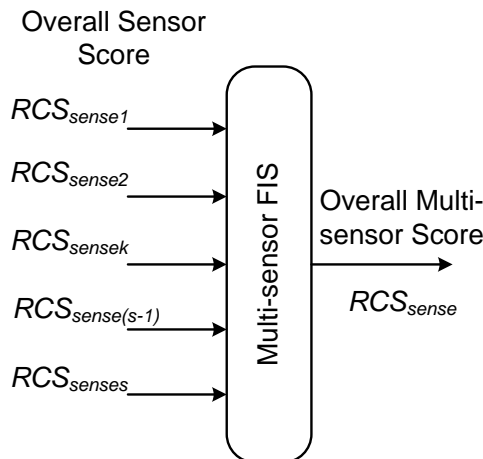 Overall Sensor
Score
RCSsense1
RCSsense2
RCSsensek
RCSsense(s-1)
RCSsenses
Multi-sensor FIS
Overall Multi-
sensor Score
RCSsense